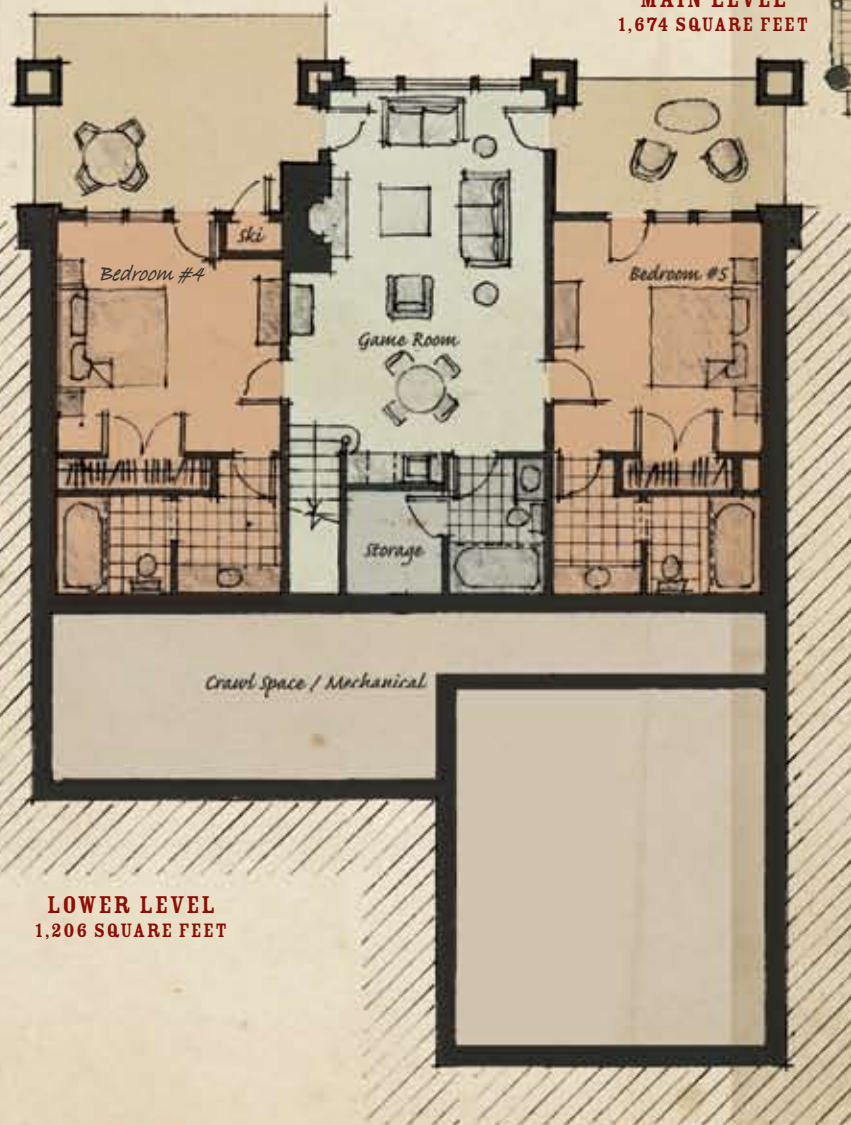 MAIN LEVEL
1,674 SQUARE FEET
ski
Bedroom #4
Bedroom #5
Game Room
Storage
Crawl Space / Mechanical
LOWER LEVEL
1,206 SQUARE FEET